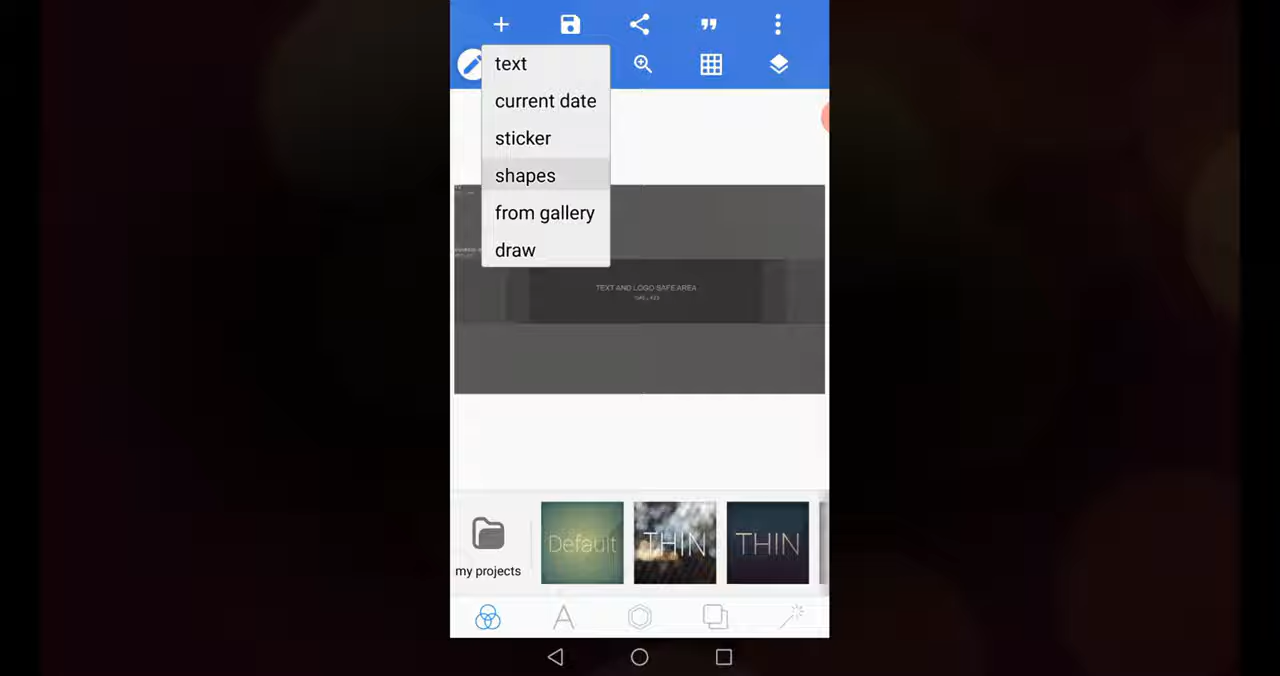 text
current date
sticker
shapes
from gallery
draw
TEXT AND LOGO SAFE AREA
my projects
Default
THIN
THIN